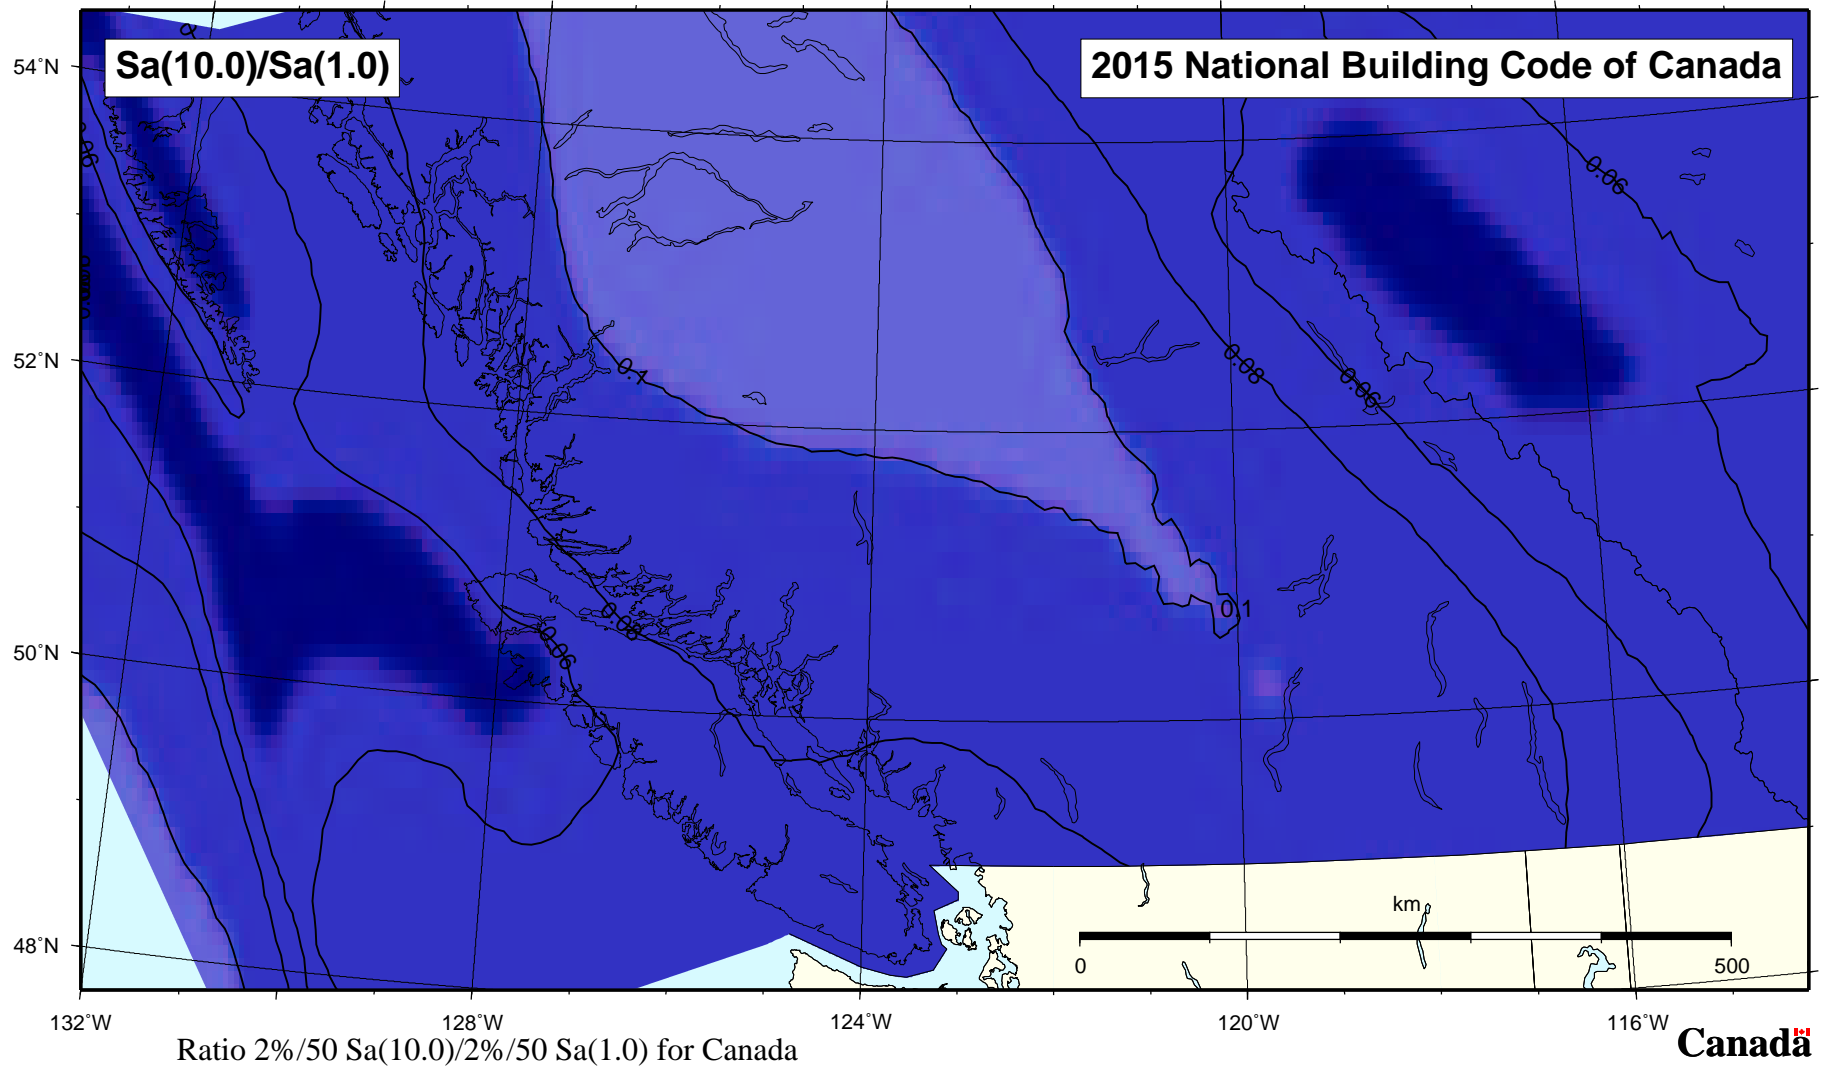 Sa(10.0)/Sa(1.0)
2015 National Building Code of Canada
54°N
52°N
50°N
48°N
0.06
0.06
0.1
0.08
0.06
0.1
0.08
0.06
km
0
500
132°W
128°W
124°W
120°W
116°W
Ratio 2%/50 Sa(10.0)/2%/50 Sa(1.0) for Canada
Canada